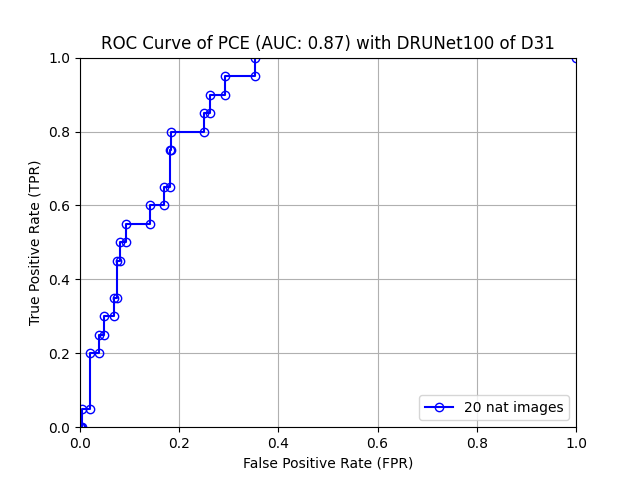 ROC Curve of PCE (AUC: 0.87) with DRUNet100 of D31
1.0
0.8
0.6
0.4
0.2
0.0
True Positive Rate (TPR)
20 nat images
0.0 0.2 0.4 0.6 0.8 1.0
False Positive Rate (FPR)